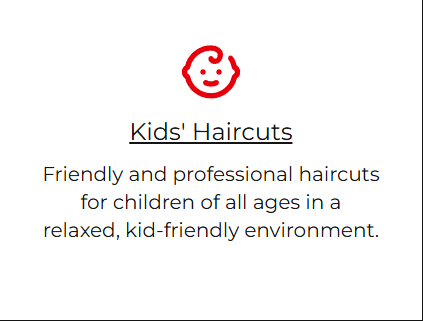 Kids' Haircuts
Friendly and professional haircuts
for children of all ages in a
relaxed, kid-friendly environment.